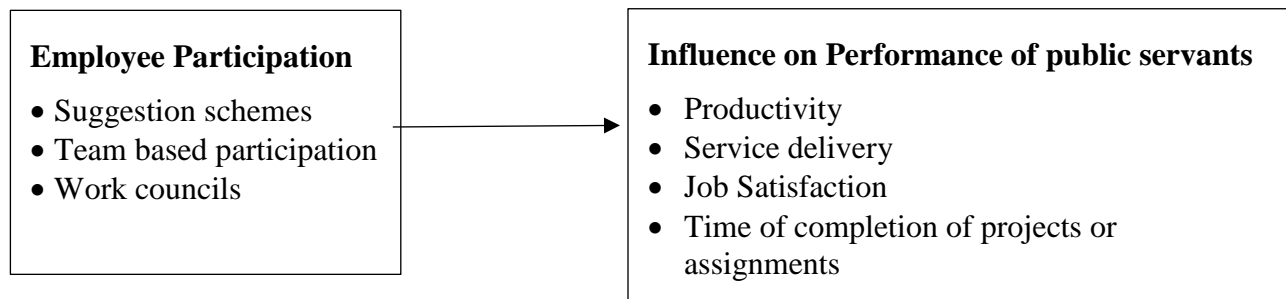 Employee Participation
• Suggestion schemes
• Team based participation
• Work councils
Influence on Performance of public servants
• Productivity
• Service delivery
• Job Satisfaction
• Time of completion of projects or
assignments